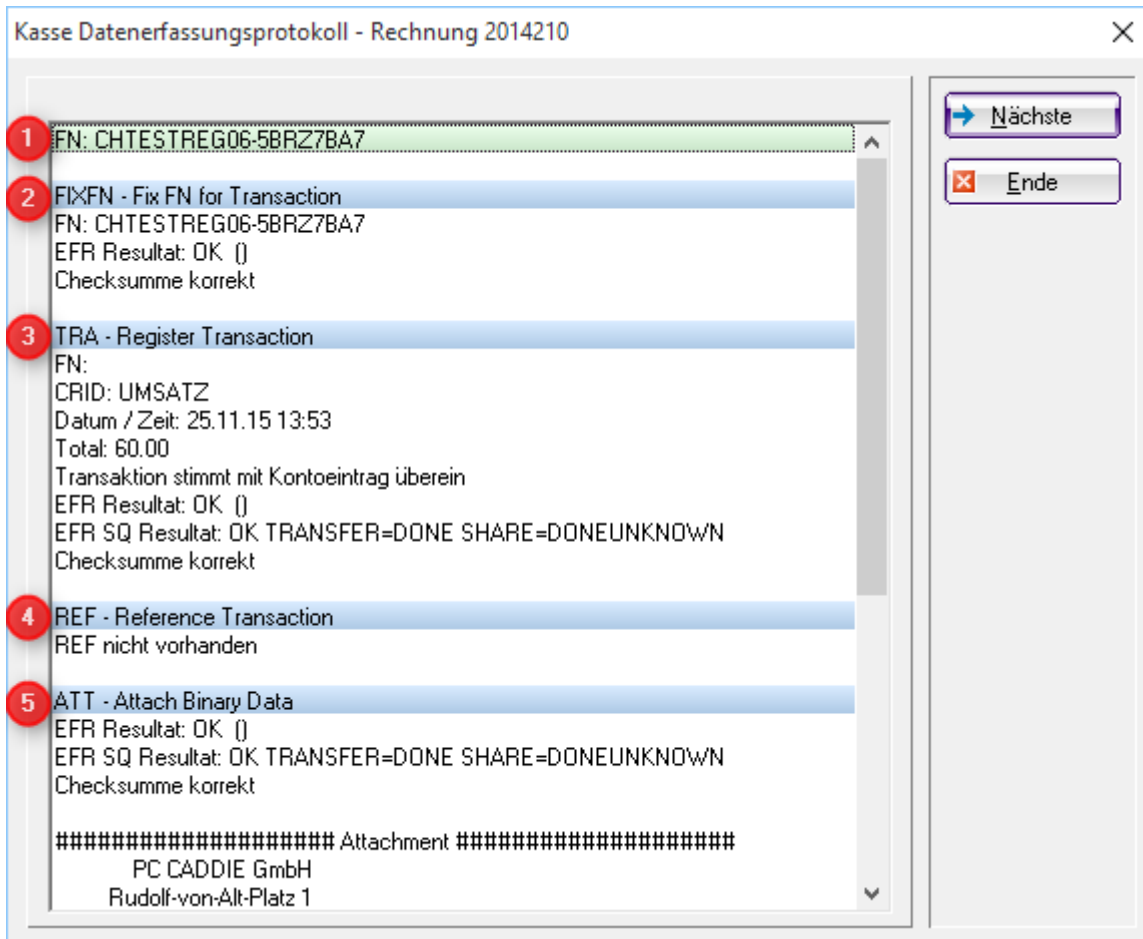 Kasse Datenerfassungsprotokoll - Rechnung 2014210
1 FN: CHTESTREG06-5BRZ7BA7
2 FIXFN - Fix FN for Transaction
FN: CHTESTREG06-5BRZ7BA7
EFR Resultat: OK ()
Checksumme korrekt
3 TRA - Register Transaction
FN:
CRID: UMSATZ
Datum / Zeit: 25.11.15 13:53
Total: 60.00
Transaktion stimmt mit Kontoeintrag überein
EFR Resultat: OK ()
EFR SQ Resultat: OK TRANSFER=DONE SHARE=DONEUNKNOWN
Checksumme korrekt
4 REF - Reference Transaction
REF nicht vorhanden
5 ATT - Attach Binary Data
EFR Resultat: OK ()
EFR SQ Resultat: OK TRANSFER=DONE SHARE=DONEUNKNOWN
Checksumme korrekt
#################### Attachment ####################
PC CADDIE GmbH
Rudolf-von-Alt-Platz 1
Nächste
Ende